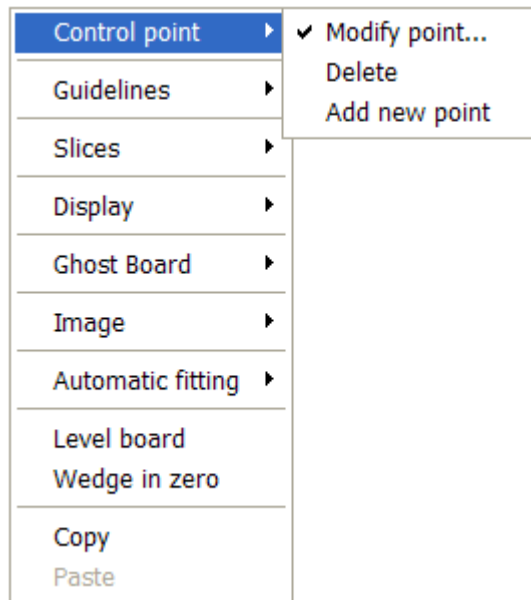 Control point
Modify point...
Delete
Add new point
Guidelines
Slices
Display
Ghost Board
Image
Automatic fitting
Level board
Wedge in zero
Copy
Paste